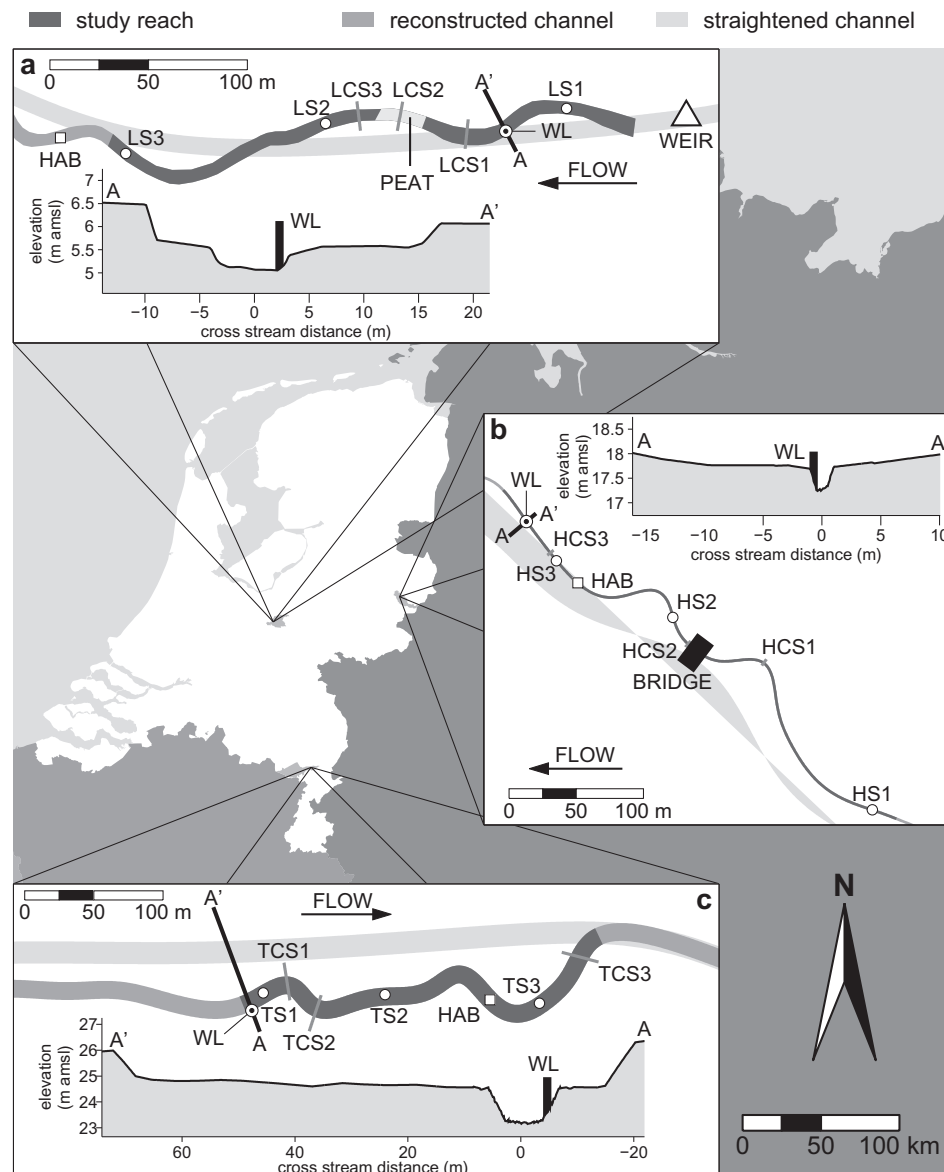 study reach reconstructed channel straightened channel
a
0 50 100 m
LCS3 LCS2 A' LS1
LS2
WL
LS3
HAB
LCS1 A
WEIR
PEAT
FLOW
7
6.5
6
5.5
5
elevation
(m amsl)
A WL A'
−10 −5 0 5 10 15 20
cross stream distance (m)
b
18.5
18
17.5
17
elevation
(m amsl)
A WL A
−15 −10 −5 0 5 10
cross stream distance (m)
WL
A'
A
HCS3
HS3
HAB
HS2
HCS2
HCS1
BRIDGE
FLOW
0 50 100 m
HS1
c
0 50 100 m
A'
FLOW
TCS1
TCS3
TS3
HAB
TS1 TS2
WL
A TCS2
27
26
25
24
23
elevation
(m amsl)
A' WL A
60 40 20 0 −20
cross stream distance (m)
N
0 50 100 km